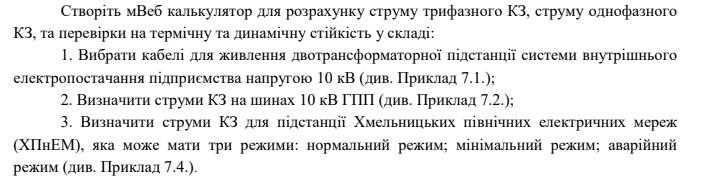 Створіть мВеб калькулятор для розрахунку струму трифазного КЗ, струму однофазного
КЗ, та перевірки на термічну та динамічну стійкість у складі:
1. Вибрати кабелі для живлення двотрансформаторної підстанції системи внутрішнього
електропостачання підприємства напругою 10 кВ (див. Приклад 7.1.);
2. Визначити струми КЗ на шинах 10 кВ ГПП (див. Приклад 7.2.);
3. Визначити струми КЗ для підстанції Хмельницьких північних електричних мереж
(ХПнЕМ), яка може мати три режими: нормальний режим; мінімальний режим; аварійний
режим (див. Приклад 7.4.).